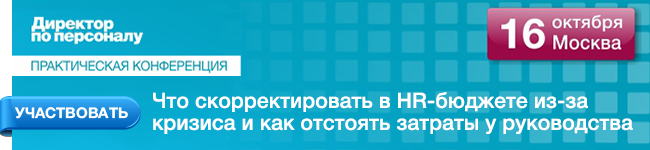 Директор
по персоналу
ПРАКТИЧЕСКАЯ КОНФЕРЕНЦИЯ
16 октября
Москва
УЧАСТВОВАТЬ
Что скорректировать в HR-бюджете из-за
кризиса и как отстоять затраты у руководства